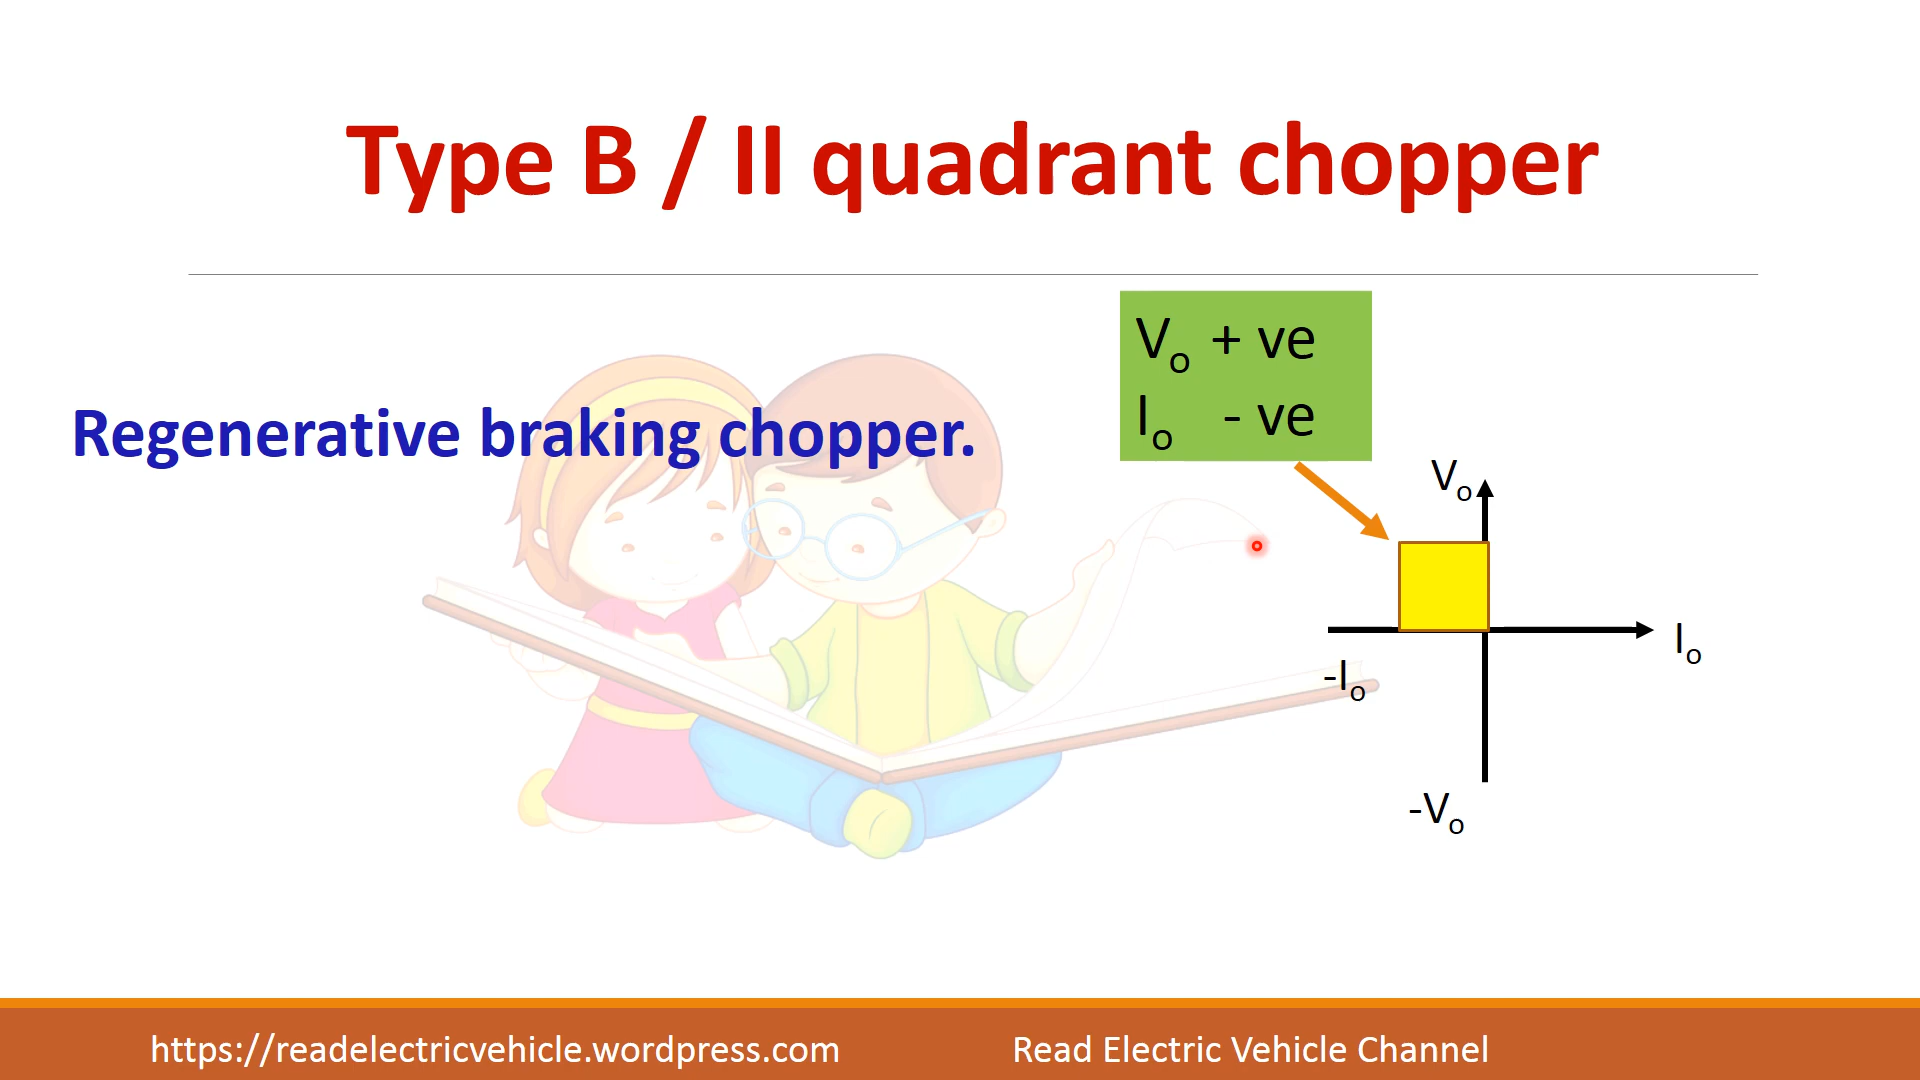 Type B / II quadrant chopper
Regenerative braking chopper.
Vo + ve
Io - ve
Vo
Io
-Io
-Vo
https://readelectricvehicle.wordpress.com
Read Electric Vehicle Channel